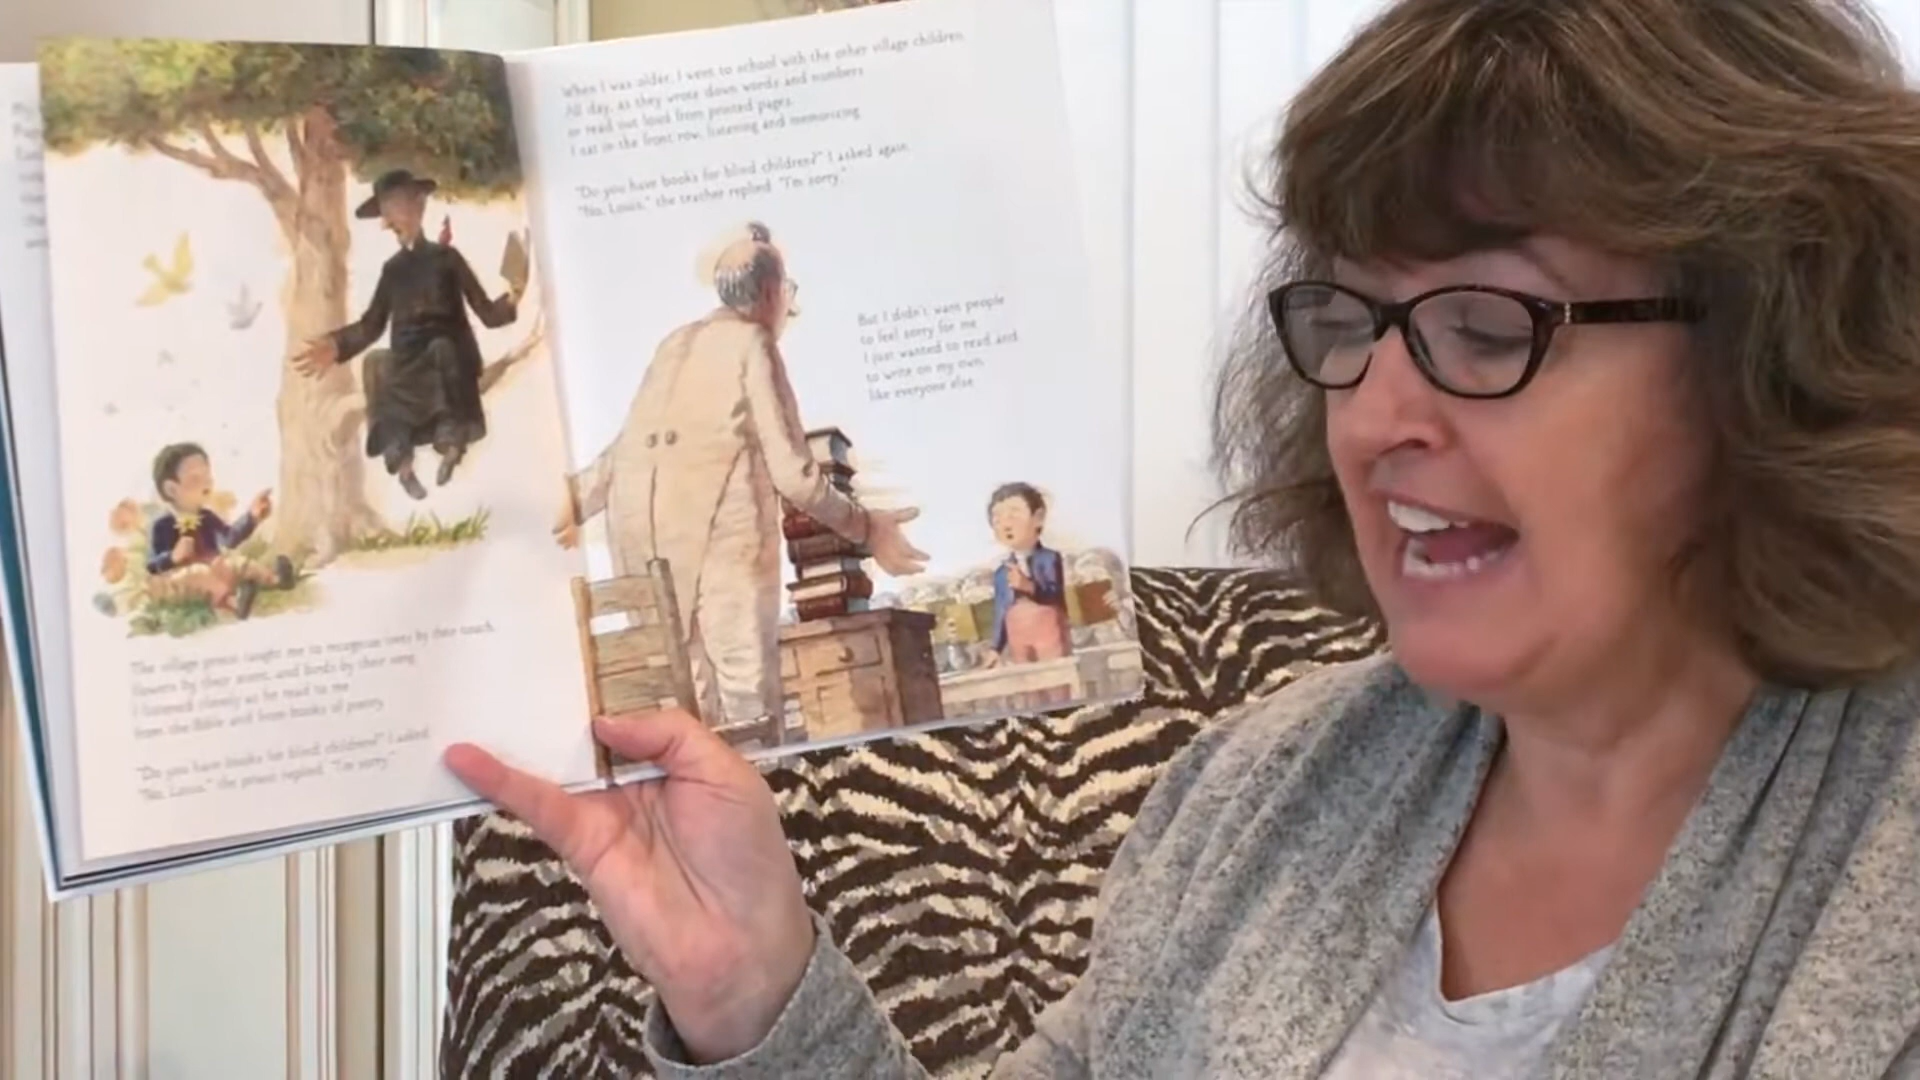 The village priest taught me to recognize trees by their touch,
flowers by their scent, and birds by their song.
I listened closely as he read to me
from the Bible and from books of poetry.
"Do you have books for blind children?" I asked.
"No, Louis," the priest replied. "I'm sorry."
When I was older, I went to school with the other village children.
All day, as they wrote down words and numbers
or read out loud from printed pages,
I sat in the front row, listening and memorizing.
"Do you have books for blind children?" I asked again.
"No, Louis," the teacher replied. "I'm sorry."
But I didn't want people
to feel sorry for me.
I just wanted to read and
to write on my own,
like everyone else.